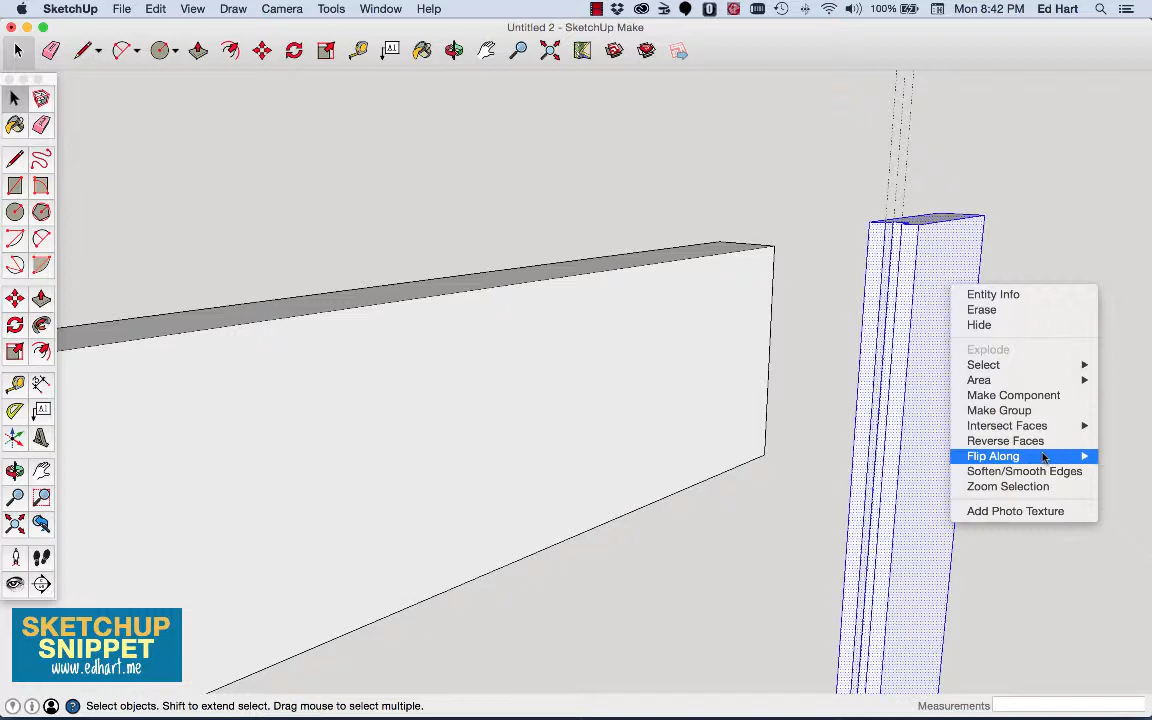 SketchUp File Edit View Draw Camera Tools Window Help 100% Mon 8:42 PM Ed Hart
Untitled 2 - SketchUp Make
Entity Info
Erase
Hide
Explode
Select
Area
Make Component
Make Group
Intersect Faces
Reverse Faces
Flip Along
Soften/Smooth Edges
Zoom Selection
Add Photo Texture
SKETCHUP
SNIPPET
www.edhart.me
Select objects. Shift to extend select. Drag mouse to select multiple. Measurements